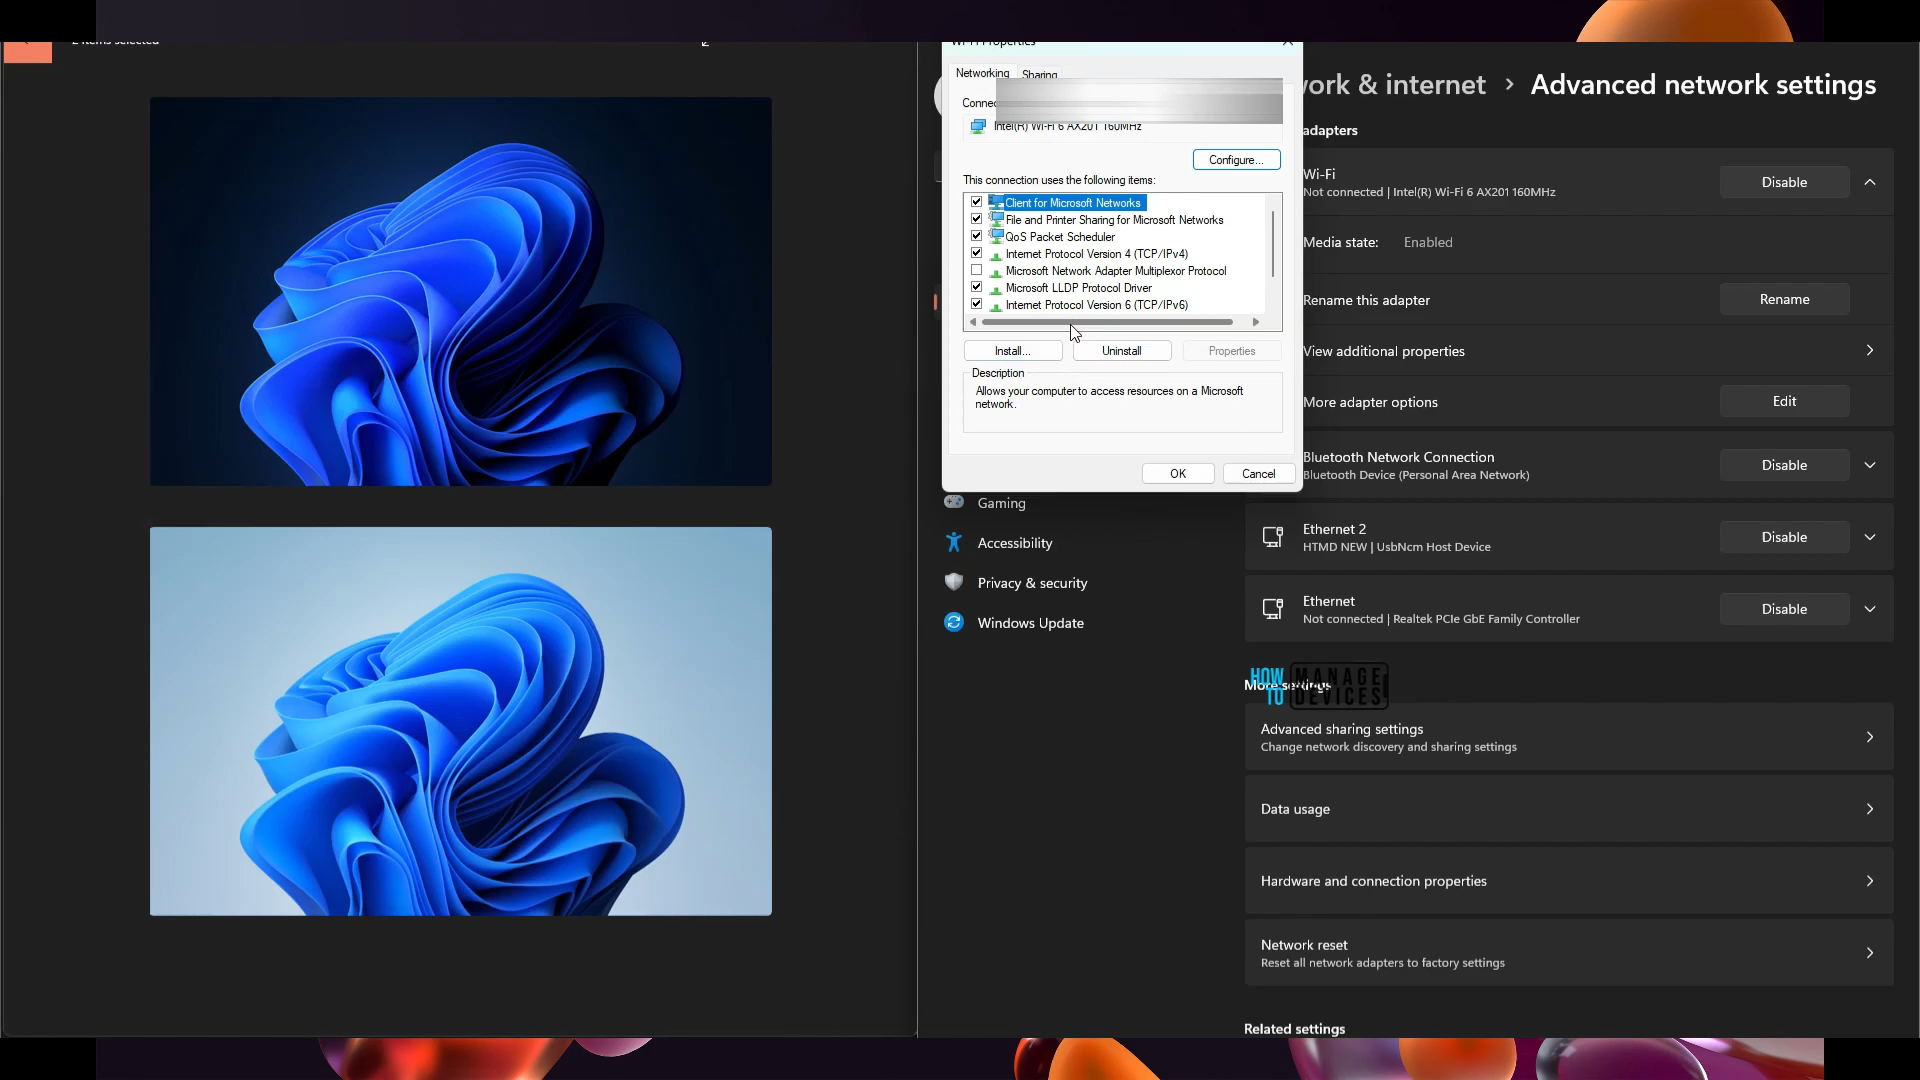 2 items selected
Wi-Fi Properties
Networking
Sharing
Connec
Intel(R) Wi-Fi 6 AX201 160MHz
Configure...
This connection uses the following items:
Client for Microsoft Networks
File and Printer Sharing for Microsoft Networks
QoS Packet Scheduler
Internet Protocol Version 4 (TCP/IPv4)
Microsoft Network Adapter Multiplexor Protocol
Microsoft LLDP Protocol Driver
Internet Protocol Version 6 (TCP/IPv6)
Install...
Uninstall
Properties
Description
Allows your computer to access resources on a Microsoft
network.
OK
Cancel
Gaming
Accessibility
Privacy & security
Windows Update
work & internet > Advanced network settings
adapters
Wi-Fi
Not connected | Intel(R) Wi-Fi 6 AX201 160MHz
Disable
Media state: Enabled
Rename this adapter
Rename
View additional properties
More adapter options
Edit
Bluetooth Network Connection
Bluetooth Device (Personal Area Network)
Disable
Ethernet 2
HTMD NEW | UsbNcm Host Device
Disable
Ethernet
Not connected | Realtek PCIe GbE Family Controller
Disable
More settings
HOW MANAGE
TO DEVICES
Advanced sharing settings
Change network discovery and sharing settings
Data usage
Hardware and connection properties
Network reset
Reset all network adapters to factory settings
Related settings